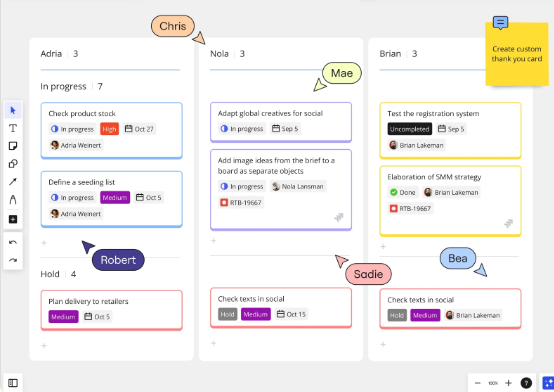 Chris
Create custom
thank you card
Adria | 3
Nola | 3
Brian | 3
Mae
In progress | 7
Check product stock
In progress High Oct 27
Adria Weinert
Adapt global creatives for social
In progress Sep 5
Test the registration system
Uncompleted Sep 5
Brian Lakeman
Add image ideas from the brief to a
board as separate objects
In progress Nola Lansman
RTB-19667
Elaboration of SMM strategy
Done Brian Lakeman
RTB-19667
Define a seeding list
In progress Medium Oct 5
Adria Weinert
Robert
Sadie
Bea
Hold | 4
Plan delivery to retailers
Medium Oct 5
Check texts in social
Hold Medium Oct 15
Check texts in social
Hold Medium Brian Lakeman
100%